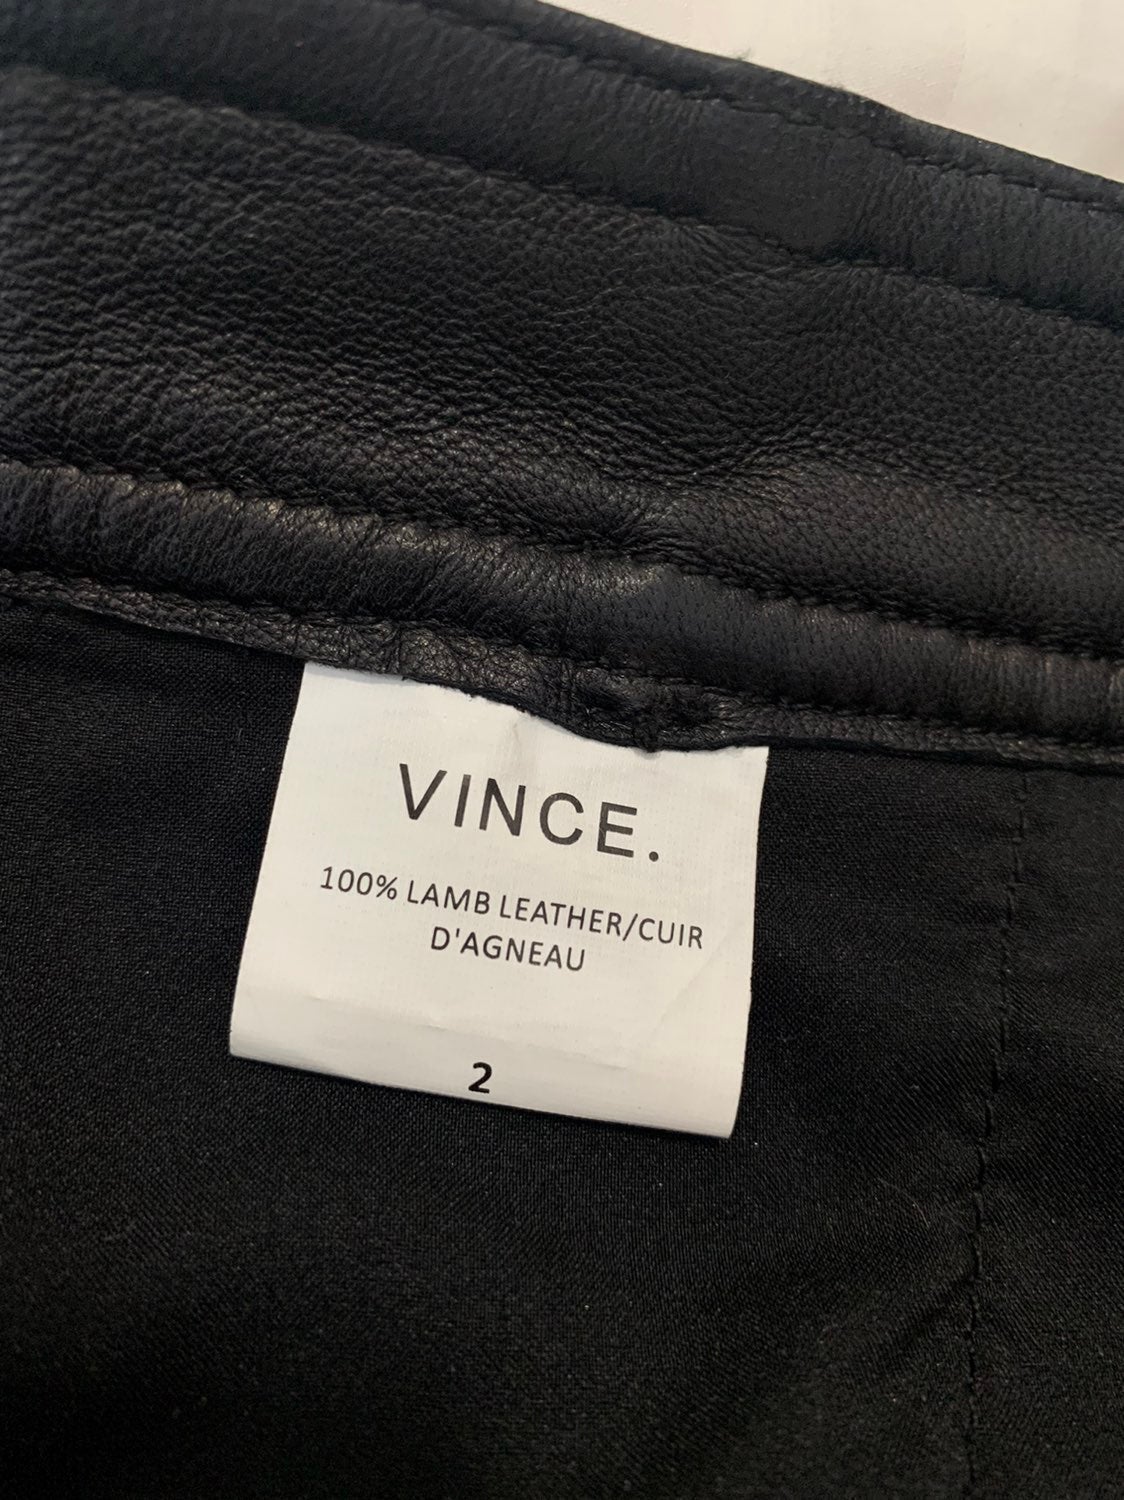 VINCE.
100% LAMB LEATHER/CUIR
D'AGNEAU
2